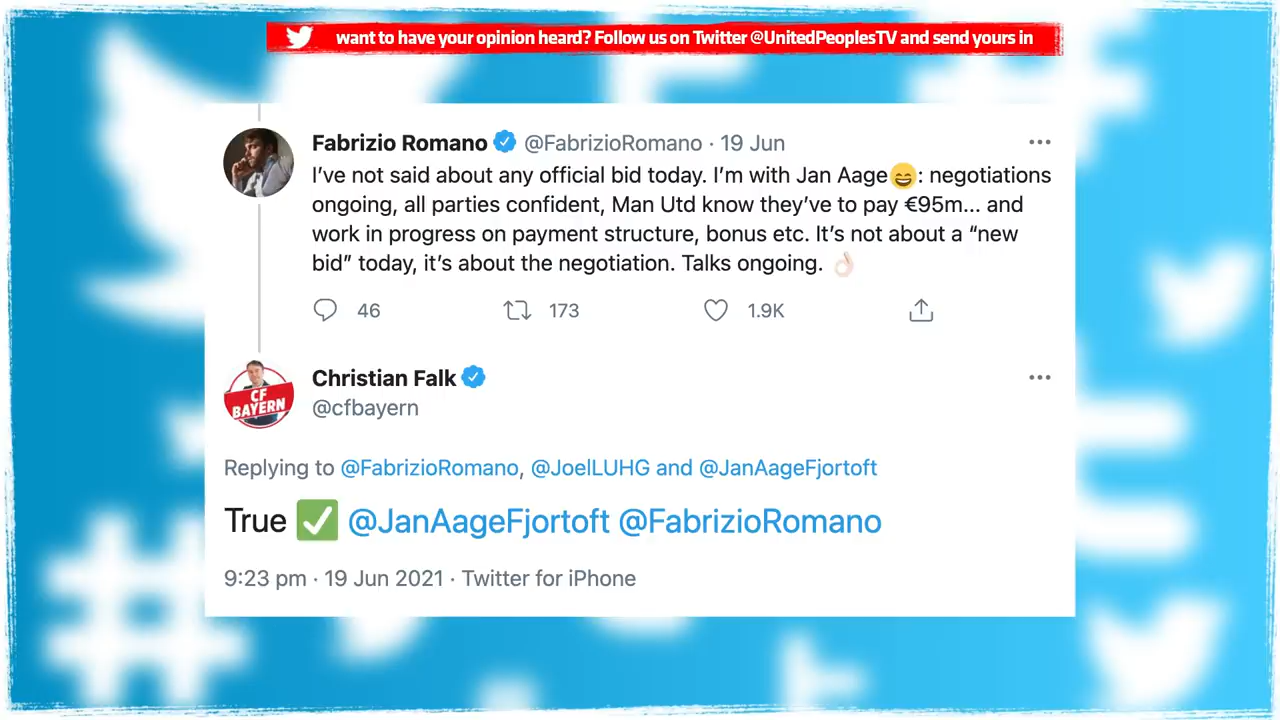 want to have your opinion heard? Follow us on Twitter @UnitedPeoplesTV and send yours in
Fabrizio Romano @FabrizioRomano · 19 Jun
I've not said about any official bid today. I'm with Jan Aage😄: negotiations
ongoing, all parties confident, Man Utd know they've to pay €95m... and
work in progress on payment structure, bonus etc. It's not about a “new
bid” today, it's about the negotiation. Talks ongoing. 👌🏻
46 173 1.9K
Christian Falk
@cfbayern
CF
BAYERN
Replying to @FabrizioRomano, @JoelLUHG and @JanAageFjortoft
True ✅ @JanAageFjortoft @FabrizioRomano
9:23 pm · 19 Jun 2021 · Twitter for iPhone